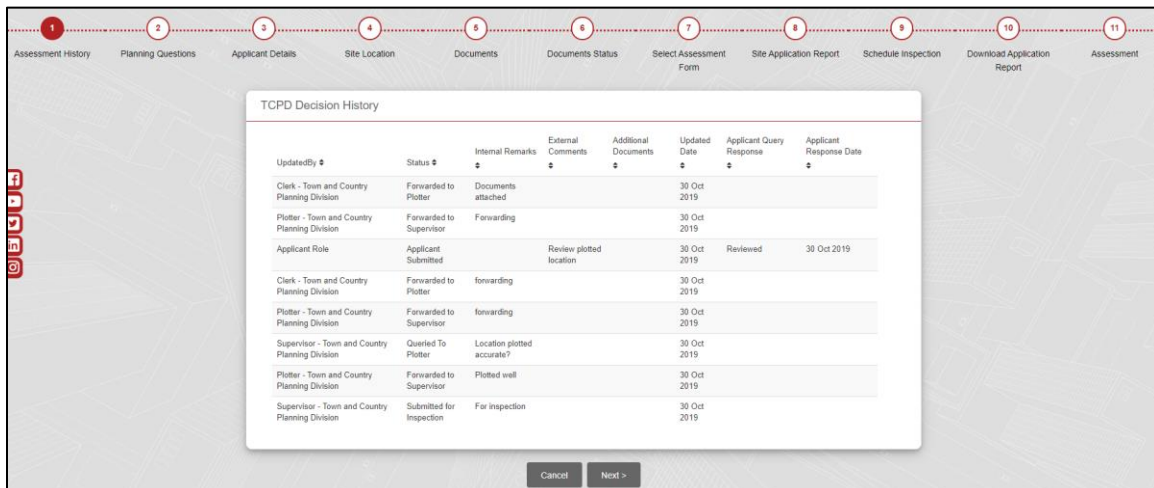 1 2 3 4 5 6 7 8 9 10 11
Assessment History Planning Questions Applicant Details Site Location Documents Documents Status Select Assessment Site Application Report Schedule Inspection Download Application Assessment
Form Report
TCPD Decision History
External Additional Updated Applicant Query Applicant
Internal Remarks Comments Documents Date Response Response Date
UpdatedBy Status
Clerk - Town and Country Forwarded to Documents 30 Oct
Planning Division Plotter attached 2019
Plotter - Town and Country Forwarded to Forwarding 30 Oct
Planning Division Supervisor 2019
Applicant Role Applicant Review plotted 30 Oct Reviewed 30 Oct 2019
Submitted location 2019
Clerk - Town and Country Forwarded to forwarding 30 Oct
Planning Division Plotter 2019
Plotter - Town and Country Forwarded to forwarding 30 Oct
Planning Division Supervisor 2019
Supervisor - Town and Country Queried To Location plotted 30 Oct
Planning Division Plotter accurate? 2019
Plotter - Town and Country Forwarded to Plotted well 30 Oct
Planning Division Supervisor 2019
Supervisor - Town and Country Submitted for For inspection 30 Oct
Planning Division Inspection 2019
Cancel Next >